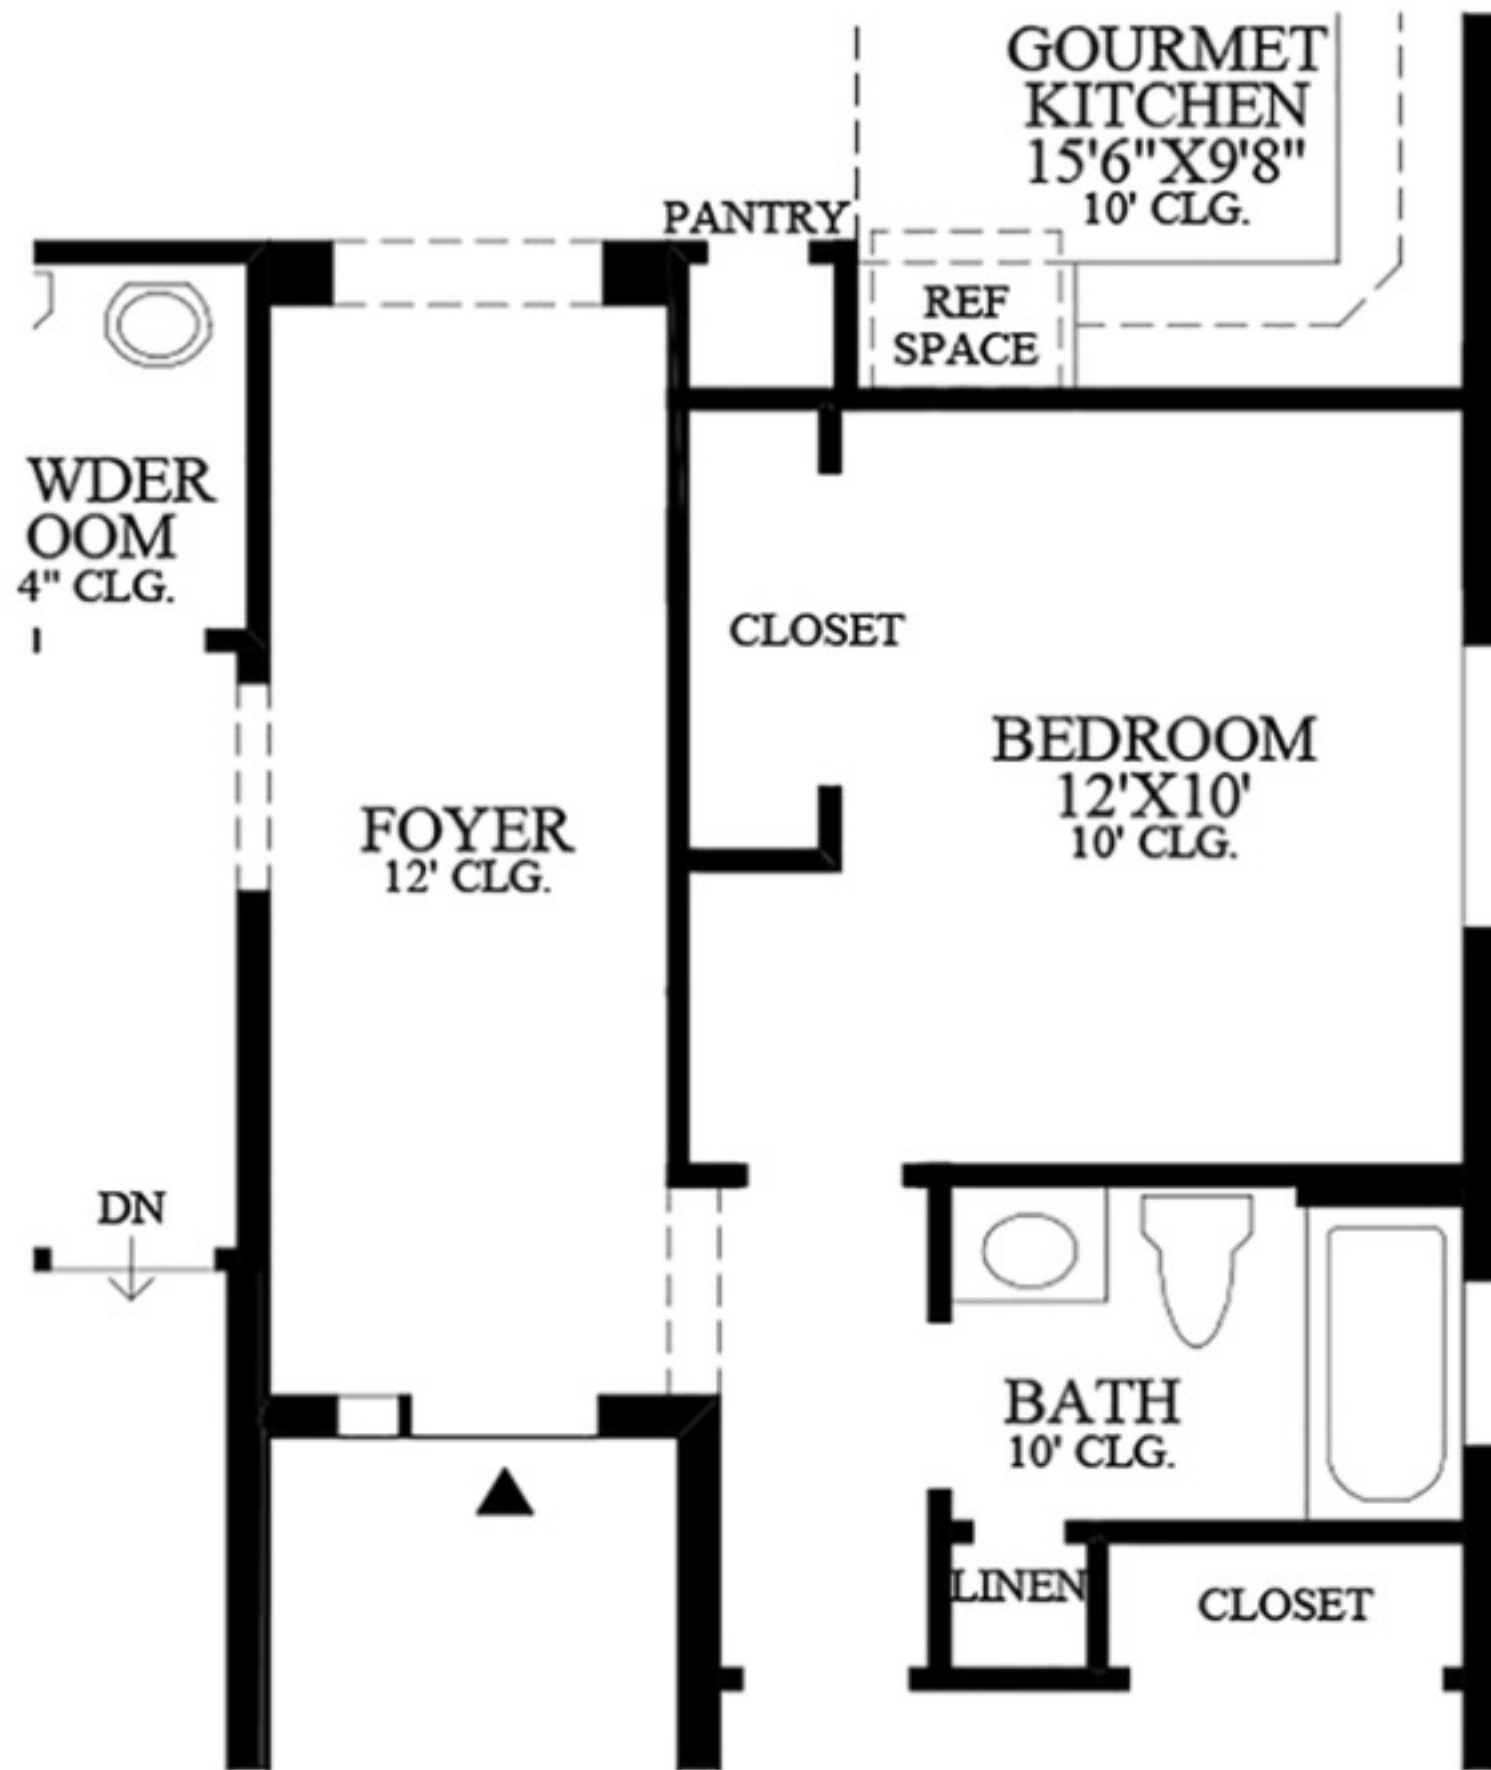 GOURMET
KITCHEN
15'6"X9'8"
10' CLG.
PANTRY
REF
SPACE
WDER
OOM
4" CLG.
CLOSET
BEDROOM
12'X10'
10' CLG.
FOYER
12' CLG.
DN
BATH
10' CLG.
LINEN
CLOSET